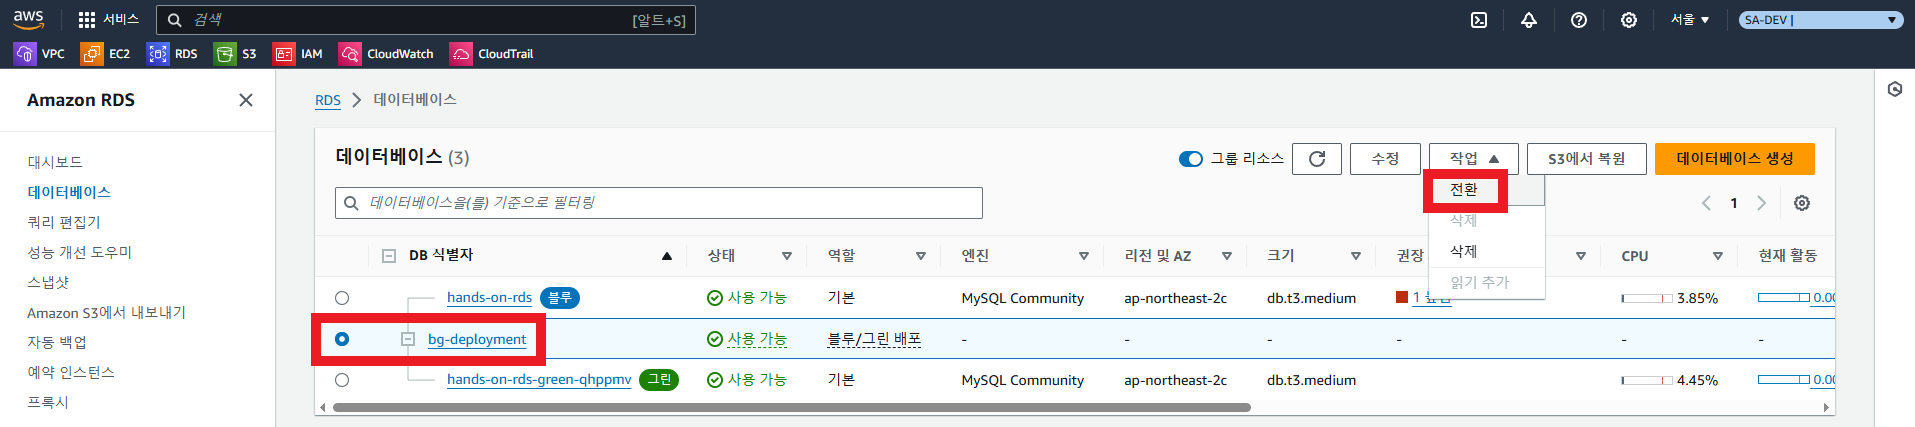 aws 서비스 검색 [알트+S] 서울 SA-DEV |
VPC EC2 RDS S3 IAM CloudWatch CloudTrail
Amazon RDS
대시보드
데이터베이스
쿼리 편집기
성능 개선 도우미
스냅샷
Amazon S3에서 내보내기
자동 백업
예약 인스턴스
프록시
RDS 데이터베이스
데이터베이스 (3) 그룹 리소스 수정 작업 S3에서 복원 데이터베이스 생성
전환
삭제
삭제
읽기 추가
데이터베이스을(를) 기준으로 필터링 1
DB 식별자 상태 역할 엔진 리전 및 AZ 크기 권장 CPU 현재 활동
hands-on-rds 블루 사용 가능 기본 MySQL Community ap-northeast-2c db.t3.medium 1 3.85% 0.00
bg-deployment 사용 가능 블루/그린 배포 - - - - - -
hands-on-rds-green-qhppmv 그린 사용 가능 기본 MySQL Community ap-northeast-2c db.t3.medium 4.45% 0.00